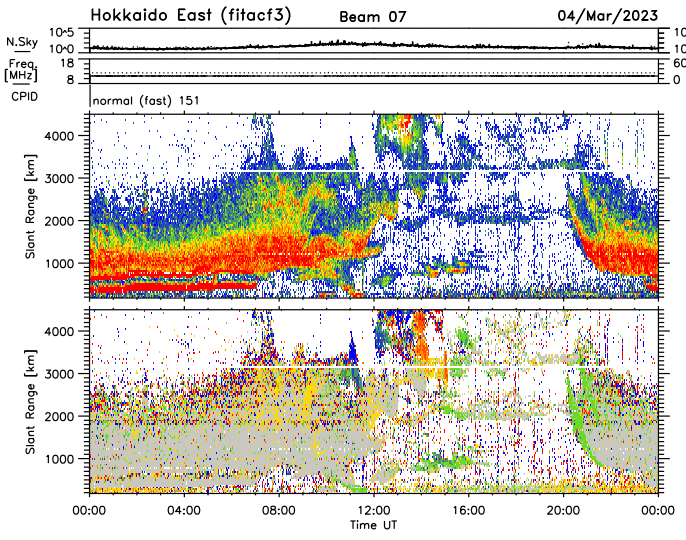 Hokkaido East (fitacf3) Beam 07 04/Mar/2023
N.Sky 10^5 10^0
Freq. [MHz] 18 8 60 0
CPID normal (fast) 151
Slant Range [km] 4000 3000 2000 1000
Slant Range [km] 4000 3000 2000 1000
00:00 04:00 08:00 12:00 16:00 20:00 00:00
Time UT